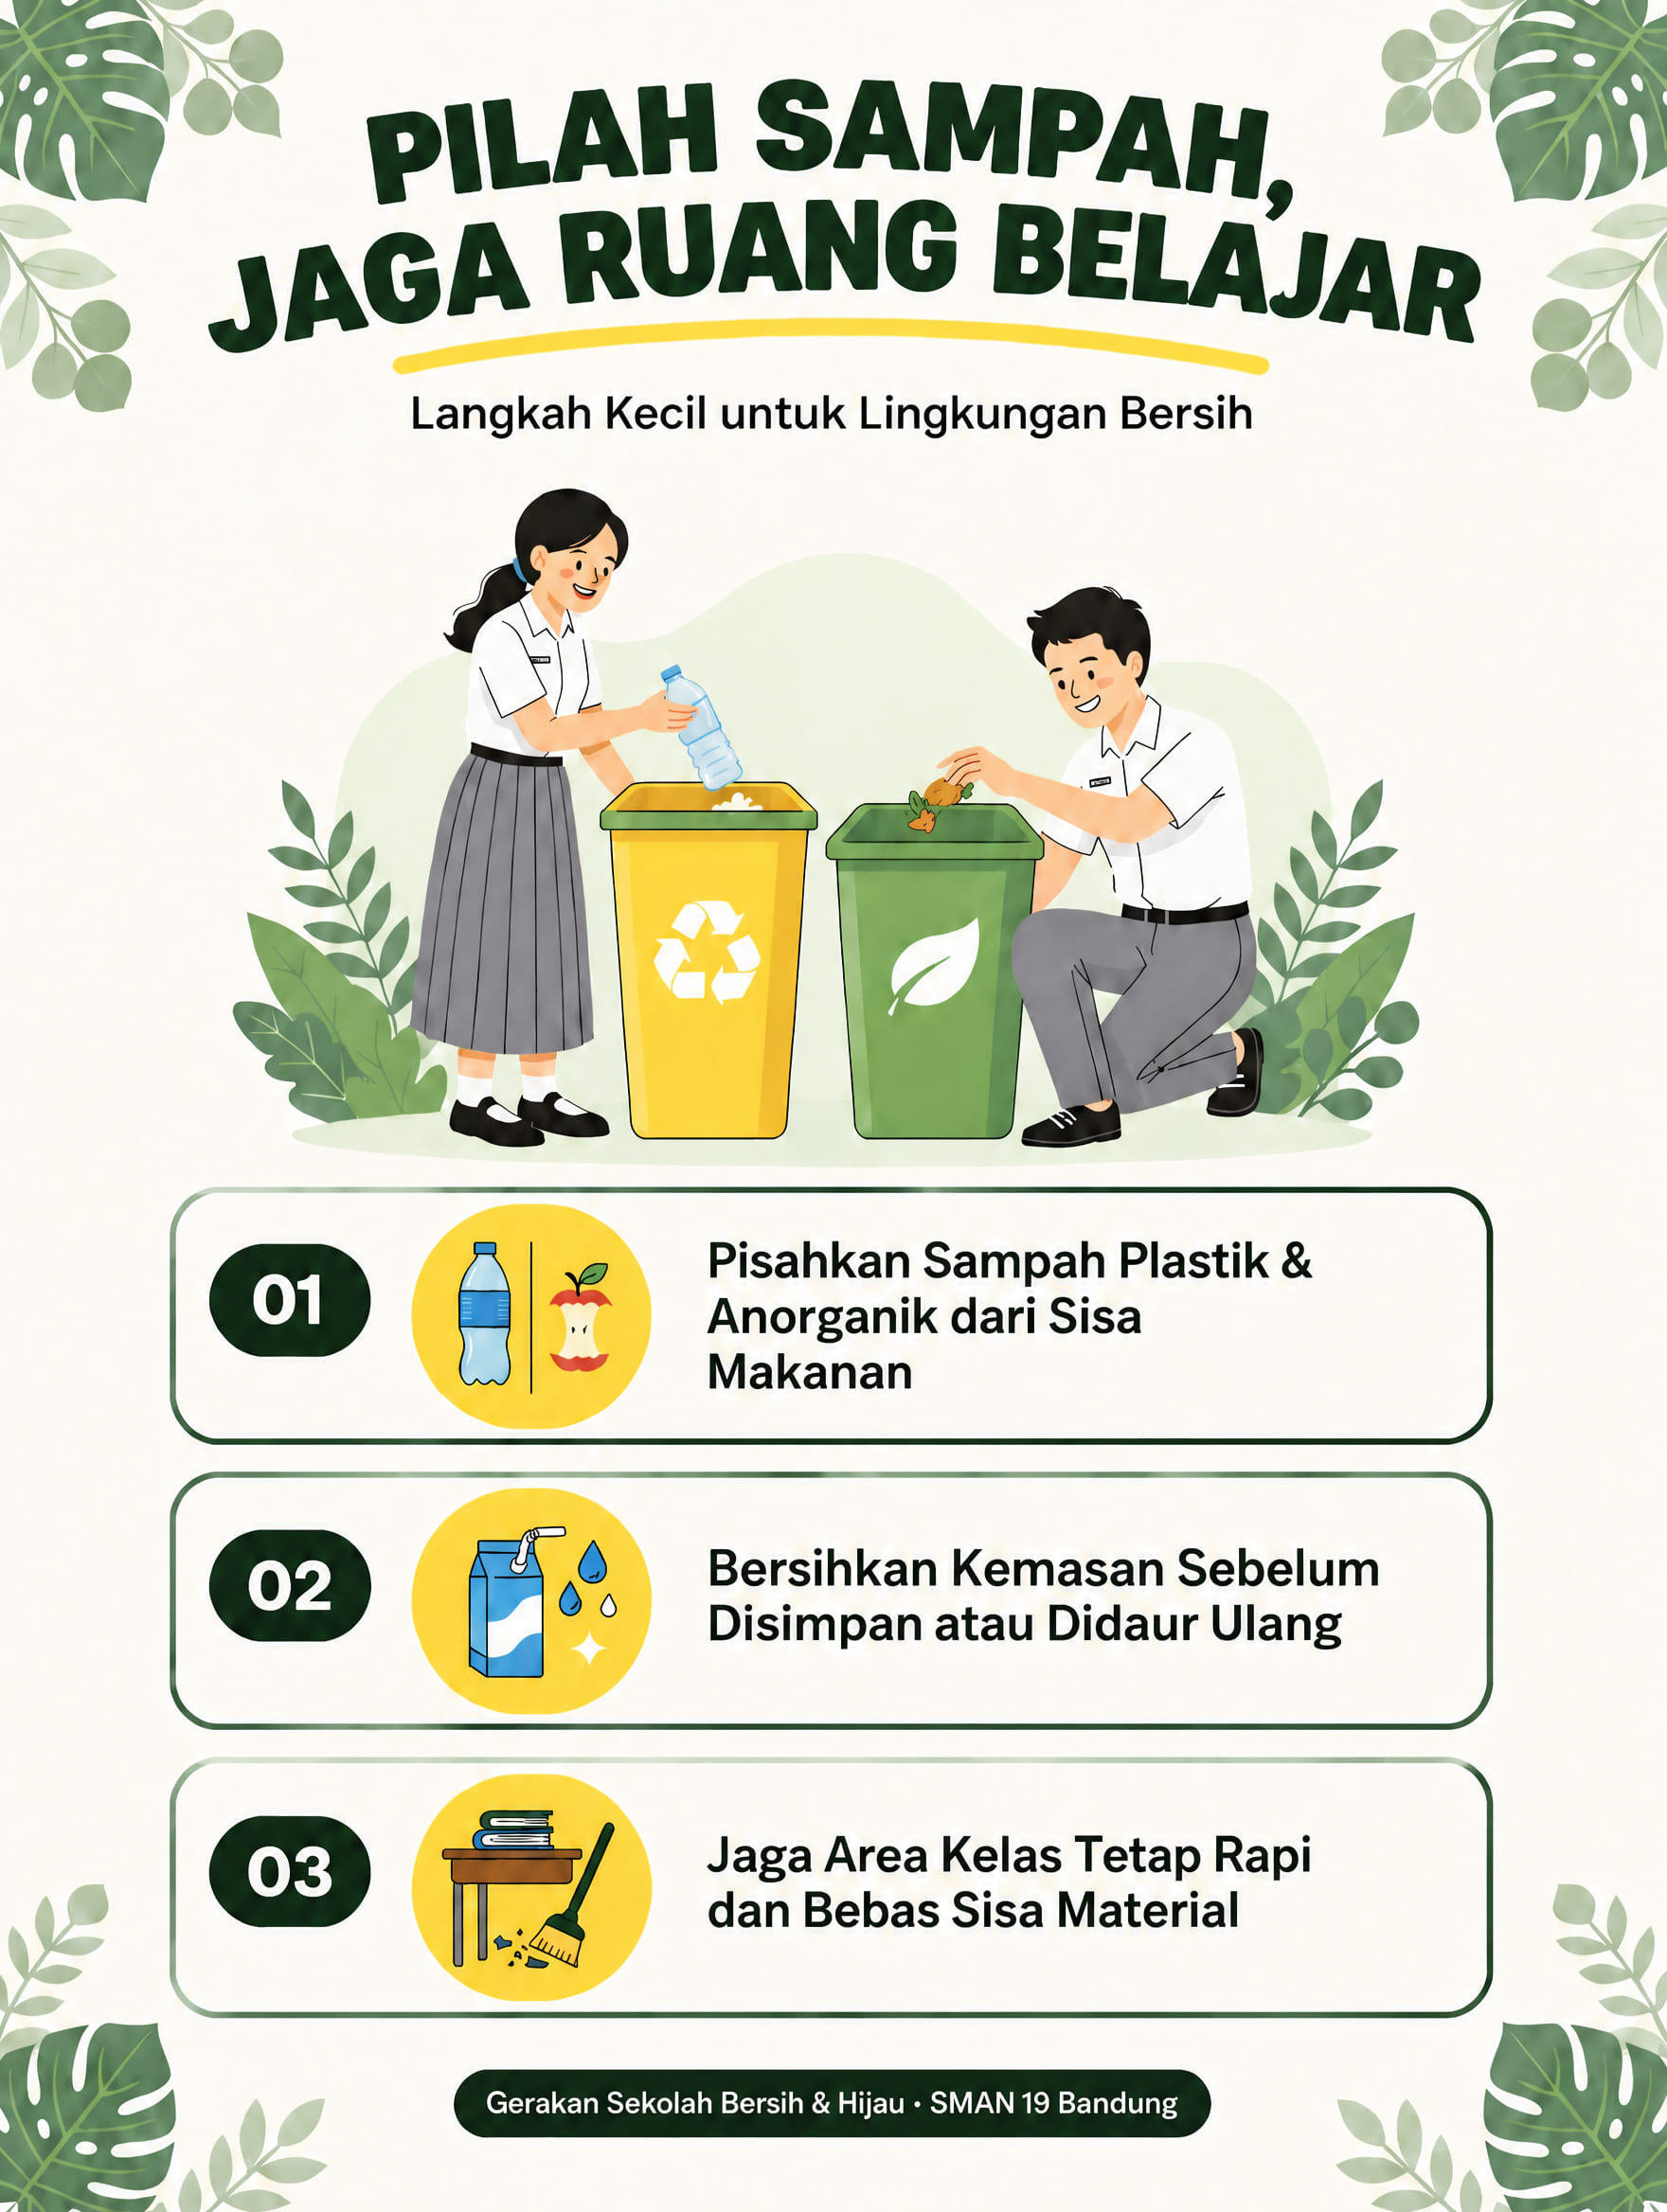 PILAH SAMPAH,
JAGA RUANG BELAJAR
Langkah Kecil untuk Lingkungan Bersih
01
Pisahkan Sampah Plastik &
Anorganik dari Sisa
Makanan
02
Bersihkan Kemasan Sebelum
Disimpan atau Didaur Ulang
03
Jaga Area Kelas Tetap Rapi
dan Bebas Sisa Material
Gerakan Sekolah Bersih & Hijau • SMAN 19 Bandung